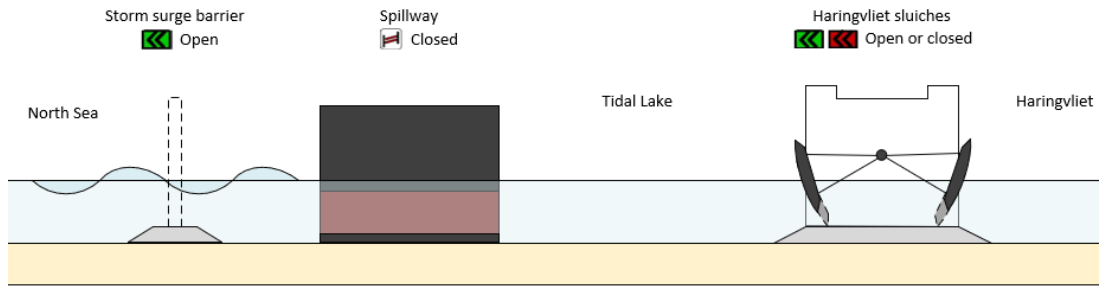 Storm surge barrier
Open
Spillway
Closed
Haringvliet sluiches
Open or closed
North Sea
Tidal Lake
Haringvliet